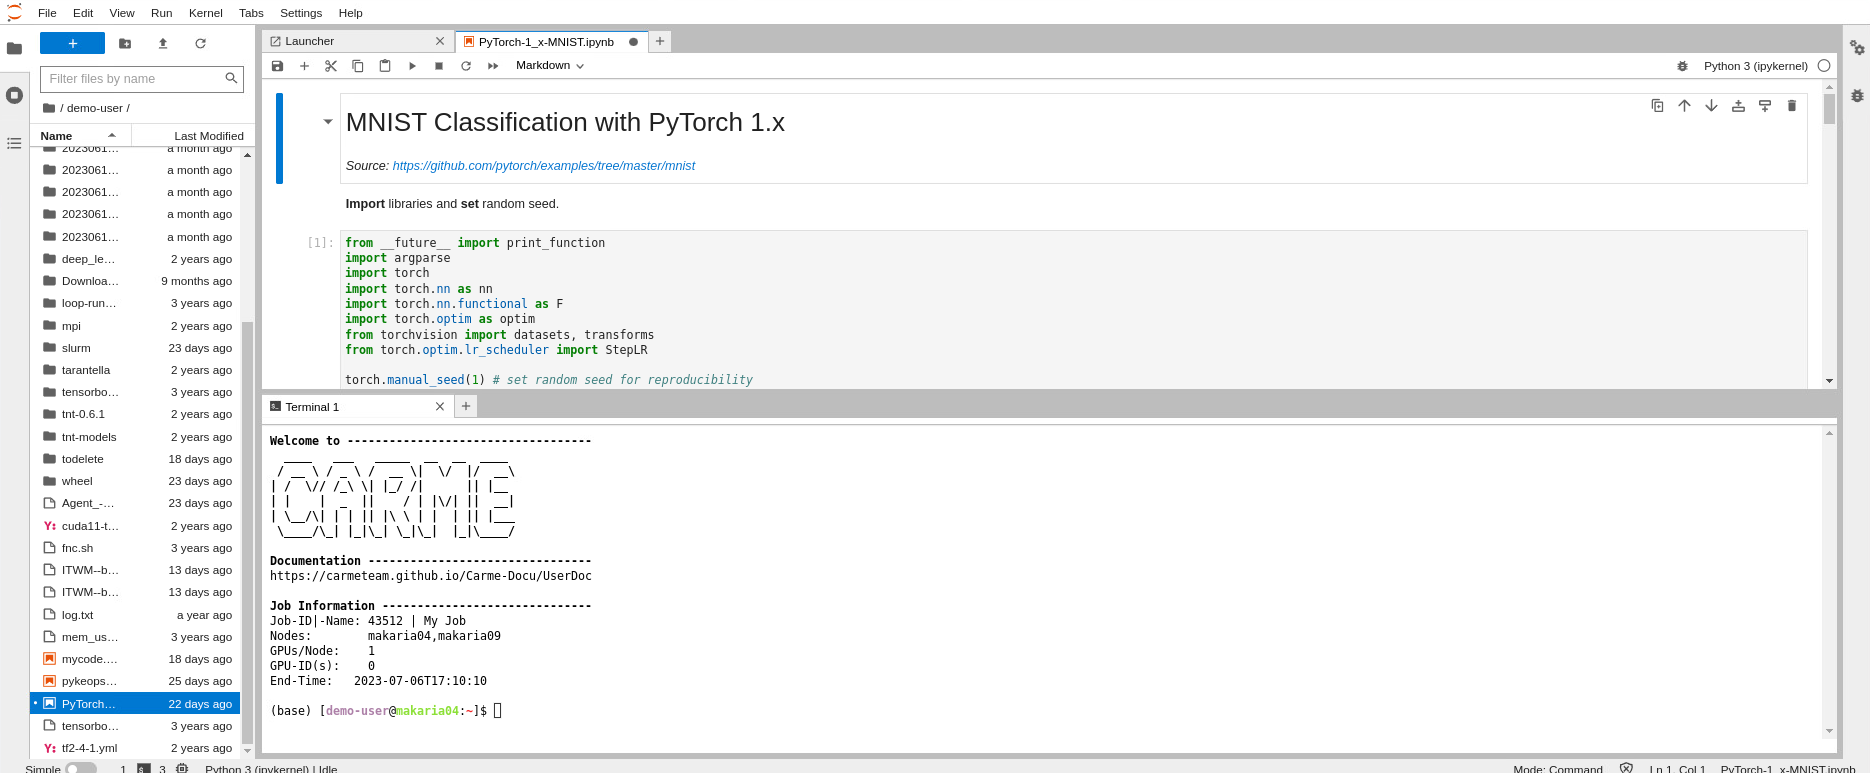 File Edit View Run Kernel Tabs Settings Help
+
Filter files by name
/ demo-user /
Name Last Modified
2023061… a month ago
2023061… a month ago
2023061… a month ago
2023061… a month ago
2023061… a month ago
deep_le… 2 years ago
Downloa… 9 months ago
loop-run… 3 years ago
mpi 2 years ago
slurm 23 days ago
tarantella 2 years ago
tensorbo… 3 years ago
tnt-0.6.1 2 years ago
tnt-models 2 years ago
todelete 18 days ago
wheel 23 days ago
Agent_-… 23 days ago
Y: cuda11-t… 2 years ago
fnc.sh 3 years ago
ITWM--b… 13 days ago
ITWM--b… 13 days ago
log.txt a year ago
mem_us… 3 years ago
mycode.… 18 days ago
pykeops… 25 days ago
PyTorch… 22 days ago
tensorbo… 3 years ago
Y: tf2-4-1.yml 2 years ago
Launcher
PyTorch-1_x-MNIST.ipynb
Markdown
Python 3 (ipykernel)
MNIST Classification with PyTorch 1.x
Source: https://github.com/pytorch/examples/tree/master/mnist
Import libraries and set random seed.
[1]: from __future__ import print_function
import argparse
import torch
import torch.nn as nn
import torch.nn.functional as F
import torch.optim as optim
from torchvision import datasets, transforms
from torch.optim.lr_scheduler import StepLR
torch.manual_seed(1) # set random seed for reproducibility
Terminal 1
Welcome to -----------------------------------
CARME
Documentation --------------------------------
https://carmeteam.github.io/Carme-Docu/UserDoc
Job Information ------------------------------
Job-ID|-Name: 43512 | My Job
Nodes: makaria04,makaria09
GPUs/Node: 1
GPU-ID(s): 0
End-Time: 2023-07-06T17:10:10
(base) [demo-user@makaria04:~]$
Simple 1 3 Python 3 (ipykernel) | Idle
Mode: Command Ln 1, Col 1 PyTorch-1_x-MNIST.ipynb